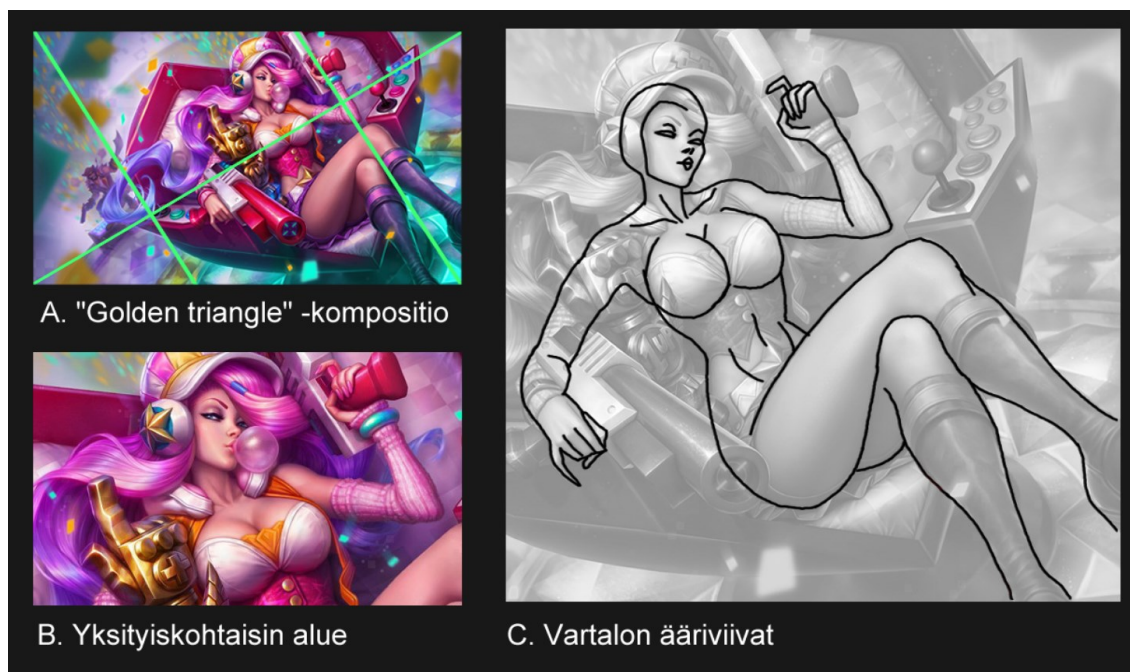 A. "Golden triangle" -kompositio
B. Yksityiskohtaisin alue
C. Vartalon ääriviivat